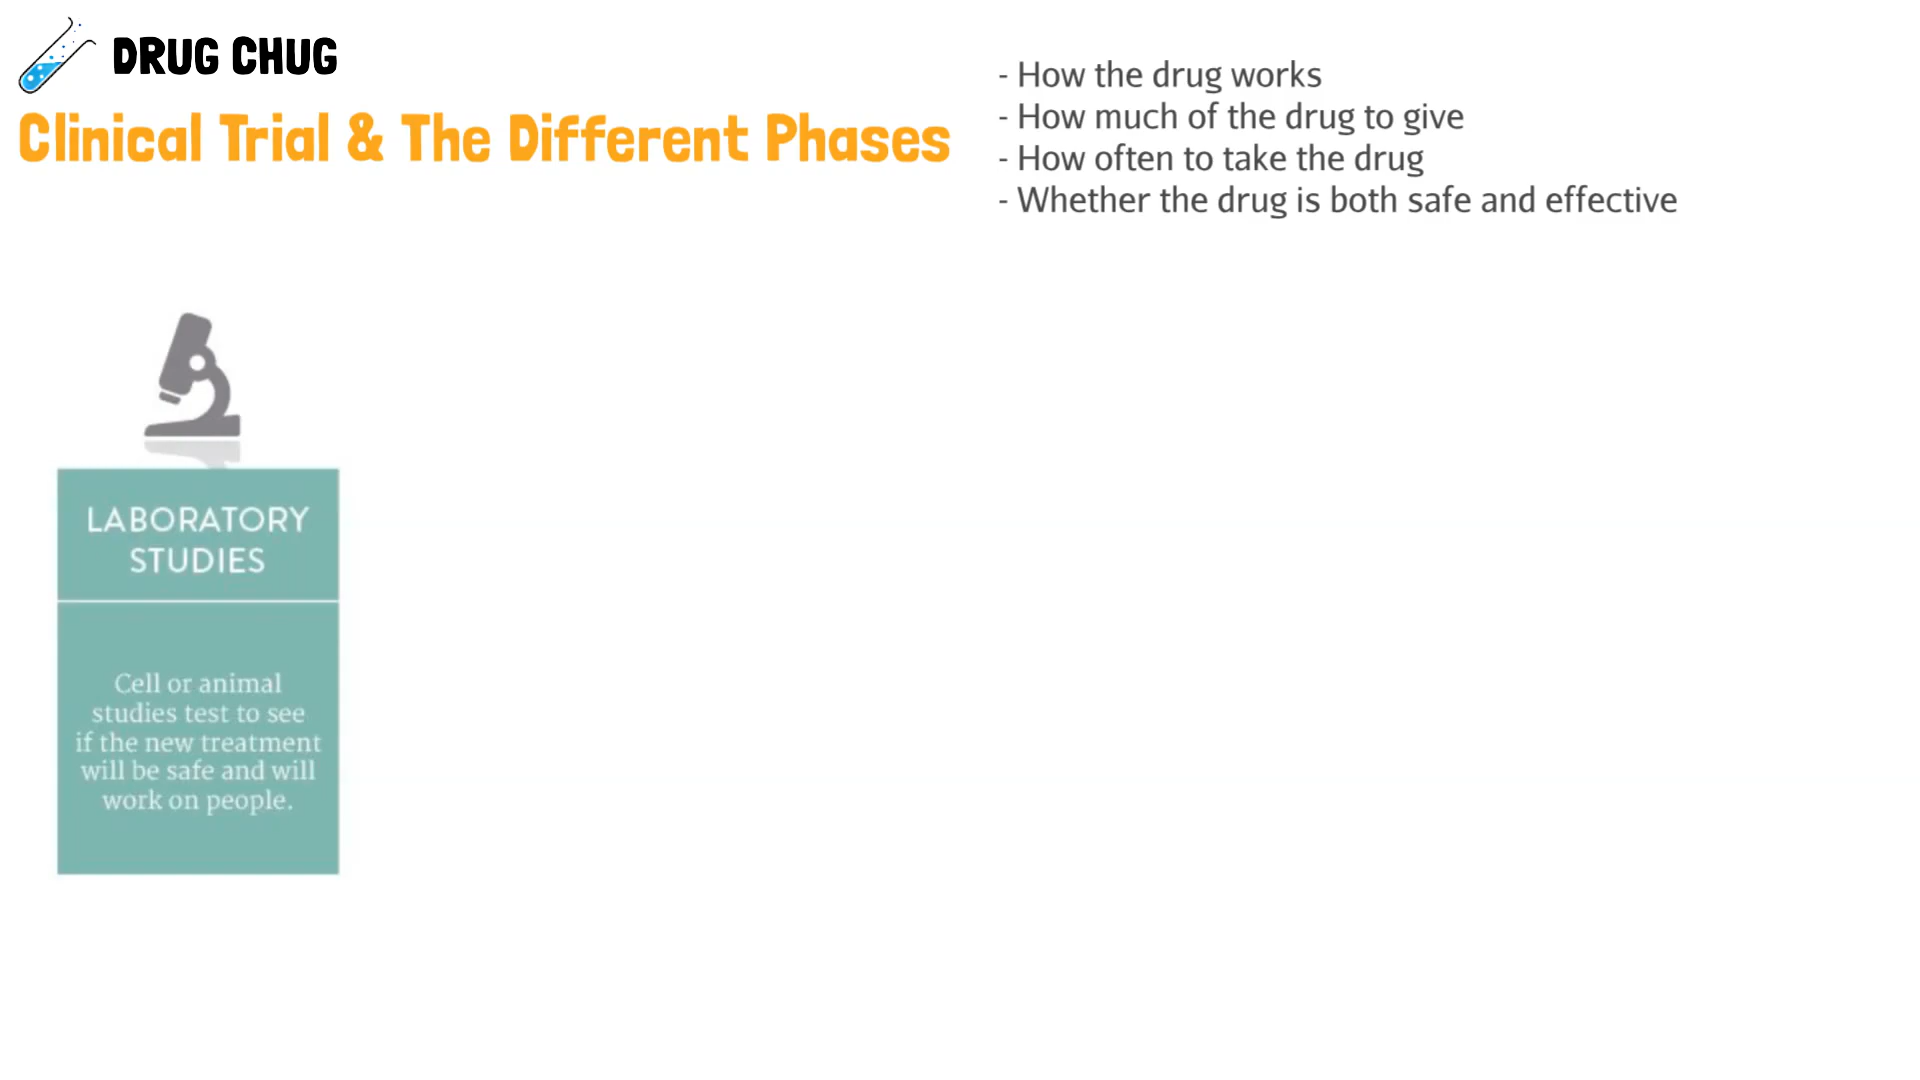 DRUG CHUG
Clinical Trial & The Different Phases
- How the drug works
- How much of the drug to give
- How often to take the drug
- Whether the drug is both safe and effective
LABORATORY
STUDIES
Cell or animal
studies test to see
if the new treatment
will be safe and will
work on people.